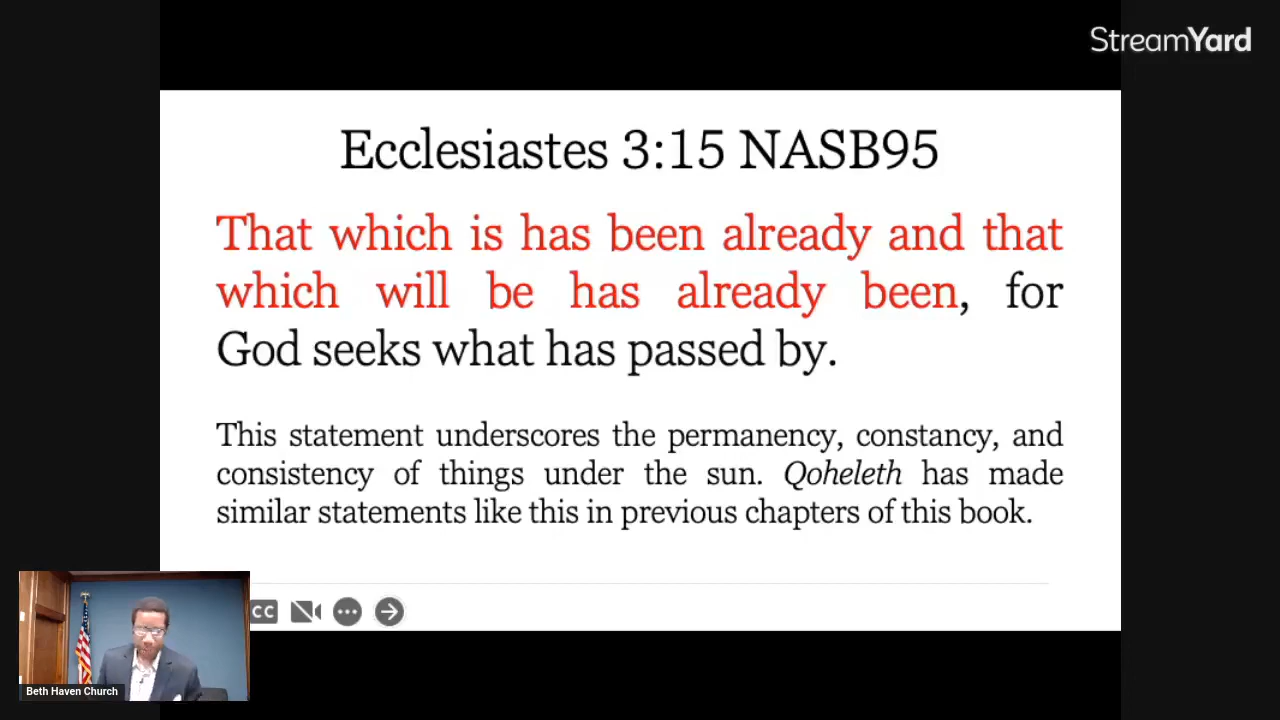 StreamYard
Ecclesiastes 3:15 NASB95
That which is has been already and that
which will be has already been, for
God seeks what has passed by.
This statement underscores the permanency, constancy, and
consistency of things under the sun. Qoheleth has made
similar statements like this in previous chapters of this book.
CC
Beth Haven Church